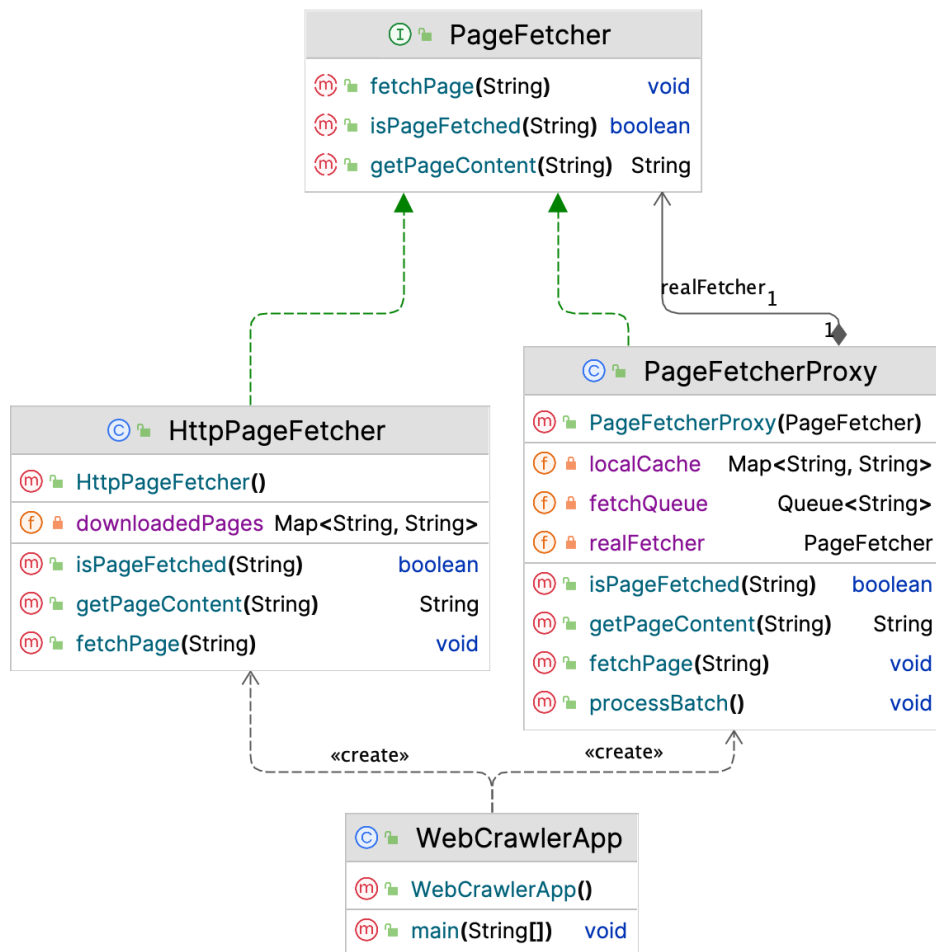 PageFetcher
fetchPage(String) void
isPageFetched(String) boolean
getPageContent(String) String
realFetcher
1
1
PageFetcherProxy
PageFetcherProxy(PageFetcher)
localCache Map<String, String>
fetchQueue Queue<String>
realFetcher PageFetcher
isPageFetched(String) boolean
getPageContent(String) String
fetchPage(String) void
processBatch() void
HttpPageFetcher
HttpPageFetcher()
downloadedPages Map<String, String>
isPageFetched(String) boolean
getPageContent(String) String
fetchPage(String) void
«create»
«create»
WebCrawlerApp
WebCrawlerApp()
main(String[]) void